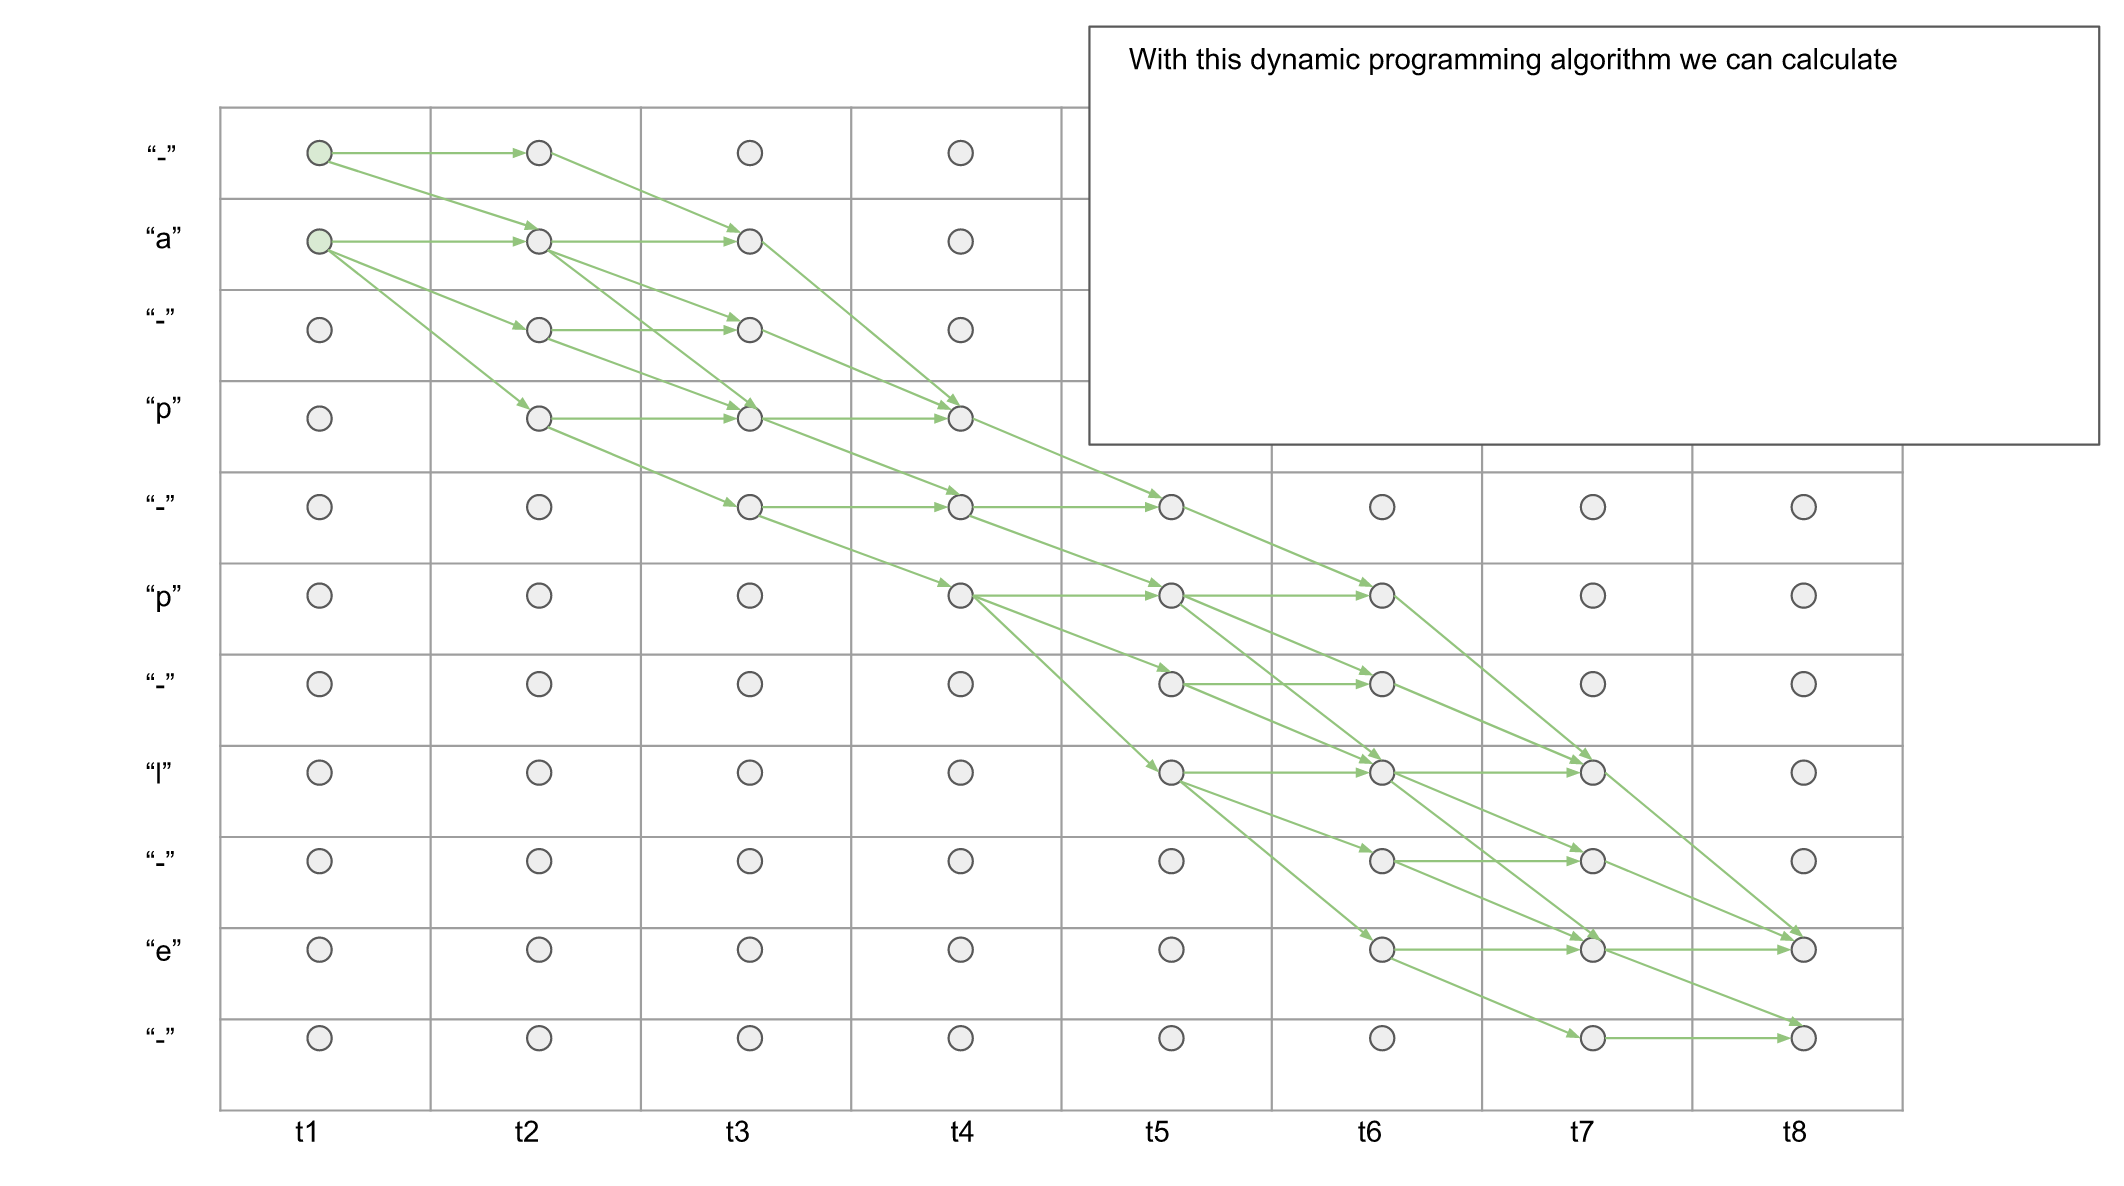 With this dynamic programming algorithm we can calculate
“-”
“a”
“-”
“p”
“-”
“p”
“-”
“l”
“-”
“e”
“-”
t1 t2 t3 t4 t5 t6 t7 t8